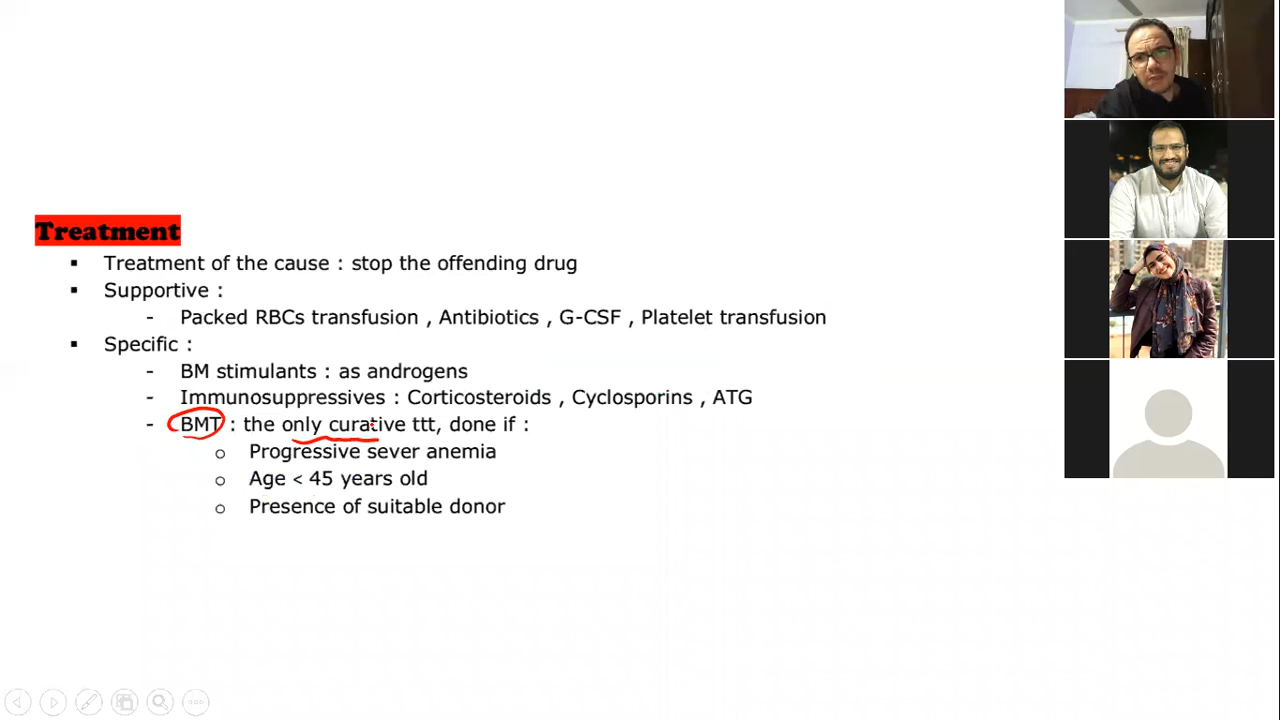 Treatment
▪ Treatment of the cause : stop the offending drug
▪ Supportive :
- Packed RBCs transfusion , Antibiotics , G-CSF , Platelet transfusion
▪ Specific :
- BM stimulants : as androgens
- Immunosuppressives : Corticosteroids , Cyclosporins , ATG
- BMT : the only curative ttt, done if :
o Progressive sever anemia
o Age < 45 years old
o Presence of suitable donor